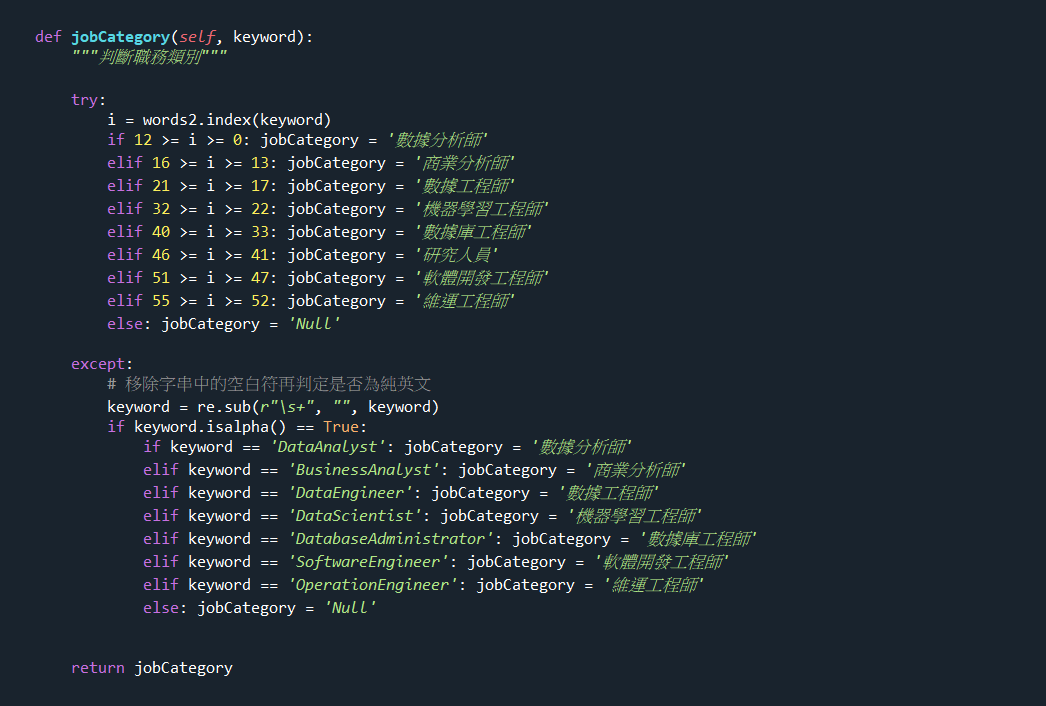 def jobCategory(self, keyword):
    """判斷職務類別"""
    try:
        i = words2.index(keyword)
        if 12 >= i >= 0: jobCategory = '數據分析師'
        elif 16 >= i >= 13: jobCategory = '商業分析師'
        elif 21 >= i >= 17: jobCategory = '數據工程師'
        elif 32 >= i >= 22: jobCategory = '機器學習工程師'
        elif 40 >= i >= 33: jobCategory = '數據庫工程師'
        elif 46 >= i >= 41: jobCategory = '研究人員'
        elif 51 >= i >= 47: jobCategory = '軟體開發工程師'
        elif 55 >= i >= 52: jobCategory = '維運工程師'
        else: jobCategory = 'Null'
    except:
        # 移除字串中的空白符再判定是否為純英文
        keyword = re.sub(r"\s+", "", keyword)
        if keyword.isalpha() == True:
            if keyword == 'DataAnalyst': jobCategory = '數據分析師'
            elif keyword == 'BusinessAnalyst': jobCategory = '商業分析師'
            elif keyword == 'DataEngineer': jobCategory = '數據工程師'
            elif keyword == 'DataScientist': jobCategory = '機器學習工程師'
            elif keyword == 'DatabaseAdministrator': jobCategory = '數據庫工程師'
            elif keyword == 'SoftwareEngineer': jobCategory = '軟體開發工程師'
            elif keyword == 'OperationEngineer': jobCategory = '維運工程師'
            else: jobCategory = 'Null'
    return jobCategory